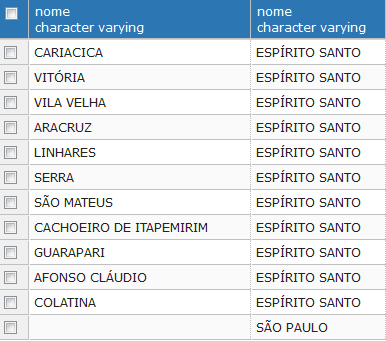 nome nome
character varying character varying
CARIACICA ESPÍRITO SANTO
VITÓRIA ESPÍRITO SANTO
VILA VELHA ESPÍRITO SANTO
ARACRUZ ESPÍRITO SANTO
LINHARES ESPÍRITO SANTO
SERRA ESPÍRITO SANTO
SÃO MATEUS ESPÍRITO SANTO
CACHOEIRO DE ITAPEMIRIM ESPÍRITO SANTO
GUARAPARI ESPÍRITO SANTO
AFONSO CLÁUDIO ESPÍRITO SANTO
COLATINA ESPÍRITO SANTO
SÃO PAULO